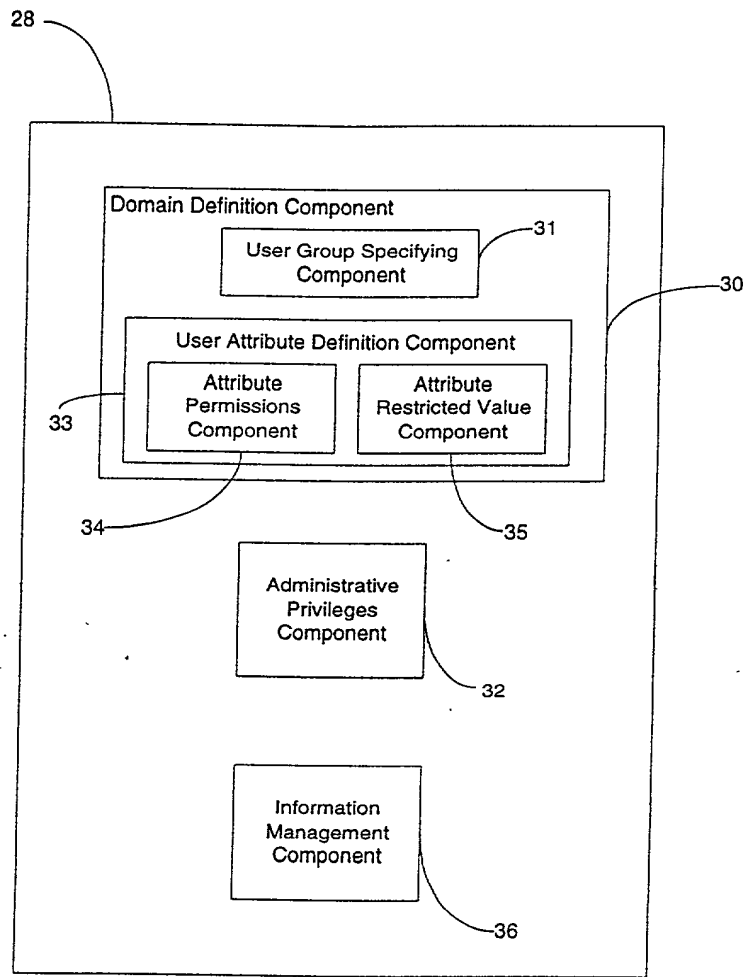 28
Domain Definition Component
User Group Specifying
Component
31
30
User Attribute Definition Component
33
Attribute
Permissions
Component
Attribute
Restricted Value
Component
34
35
Administrative
Privileges
Component
32
Information
Management
Component
36